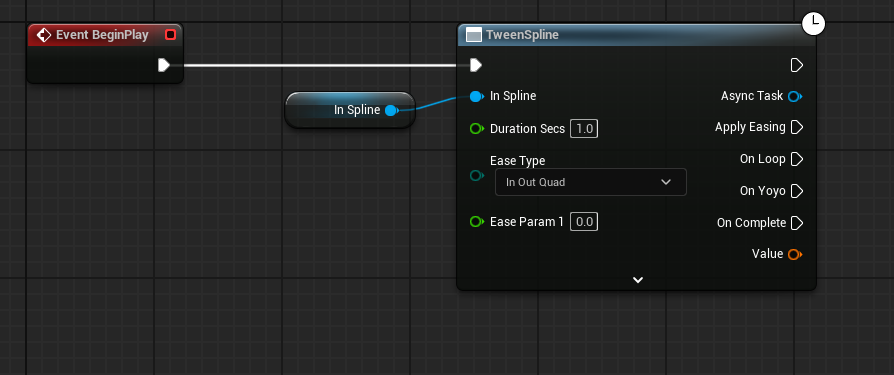 Event BeginPlay
TweenSpline
In Spline
In Spline
Async Task
Duration Secs 1.0
Apply Easing
Ease Type
On Loop
In Out Quad
On Yoyo
Ease Param 1 0.0
On Complete
Value